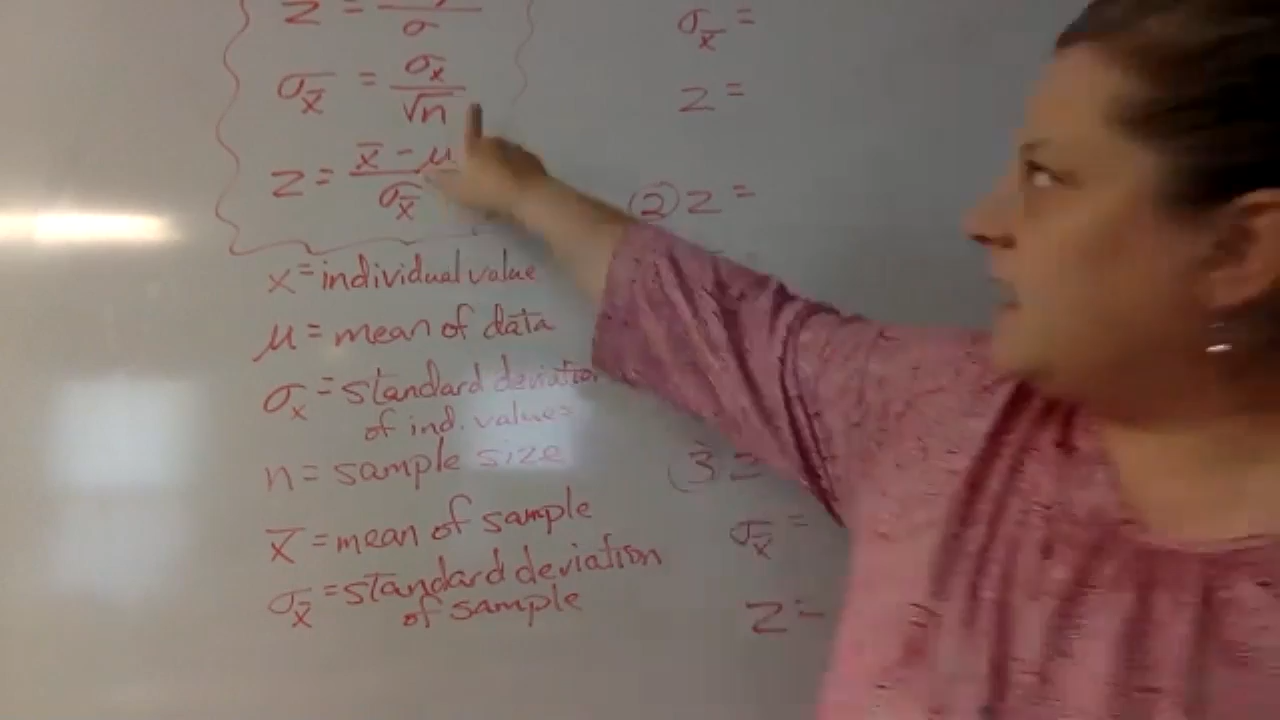 z = ─
σ
σx̄ = σx / √n
z = x̄ - μ / σx̄
x = individual value
μ = mean of data
σx = standard deviation
of ind. values
n = sample size
x̄ = mean of sample
σx̄ = standard deviation
of sample
σx̄ =
z =
② z =
③
σx̄ =
z =